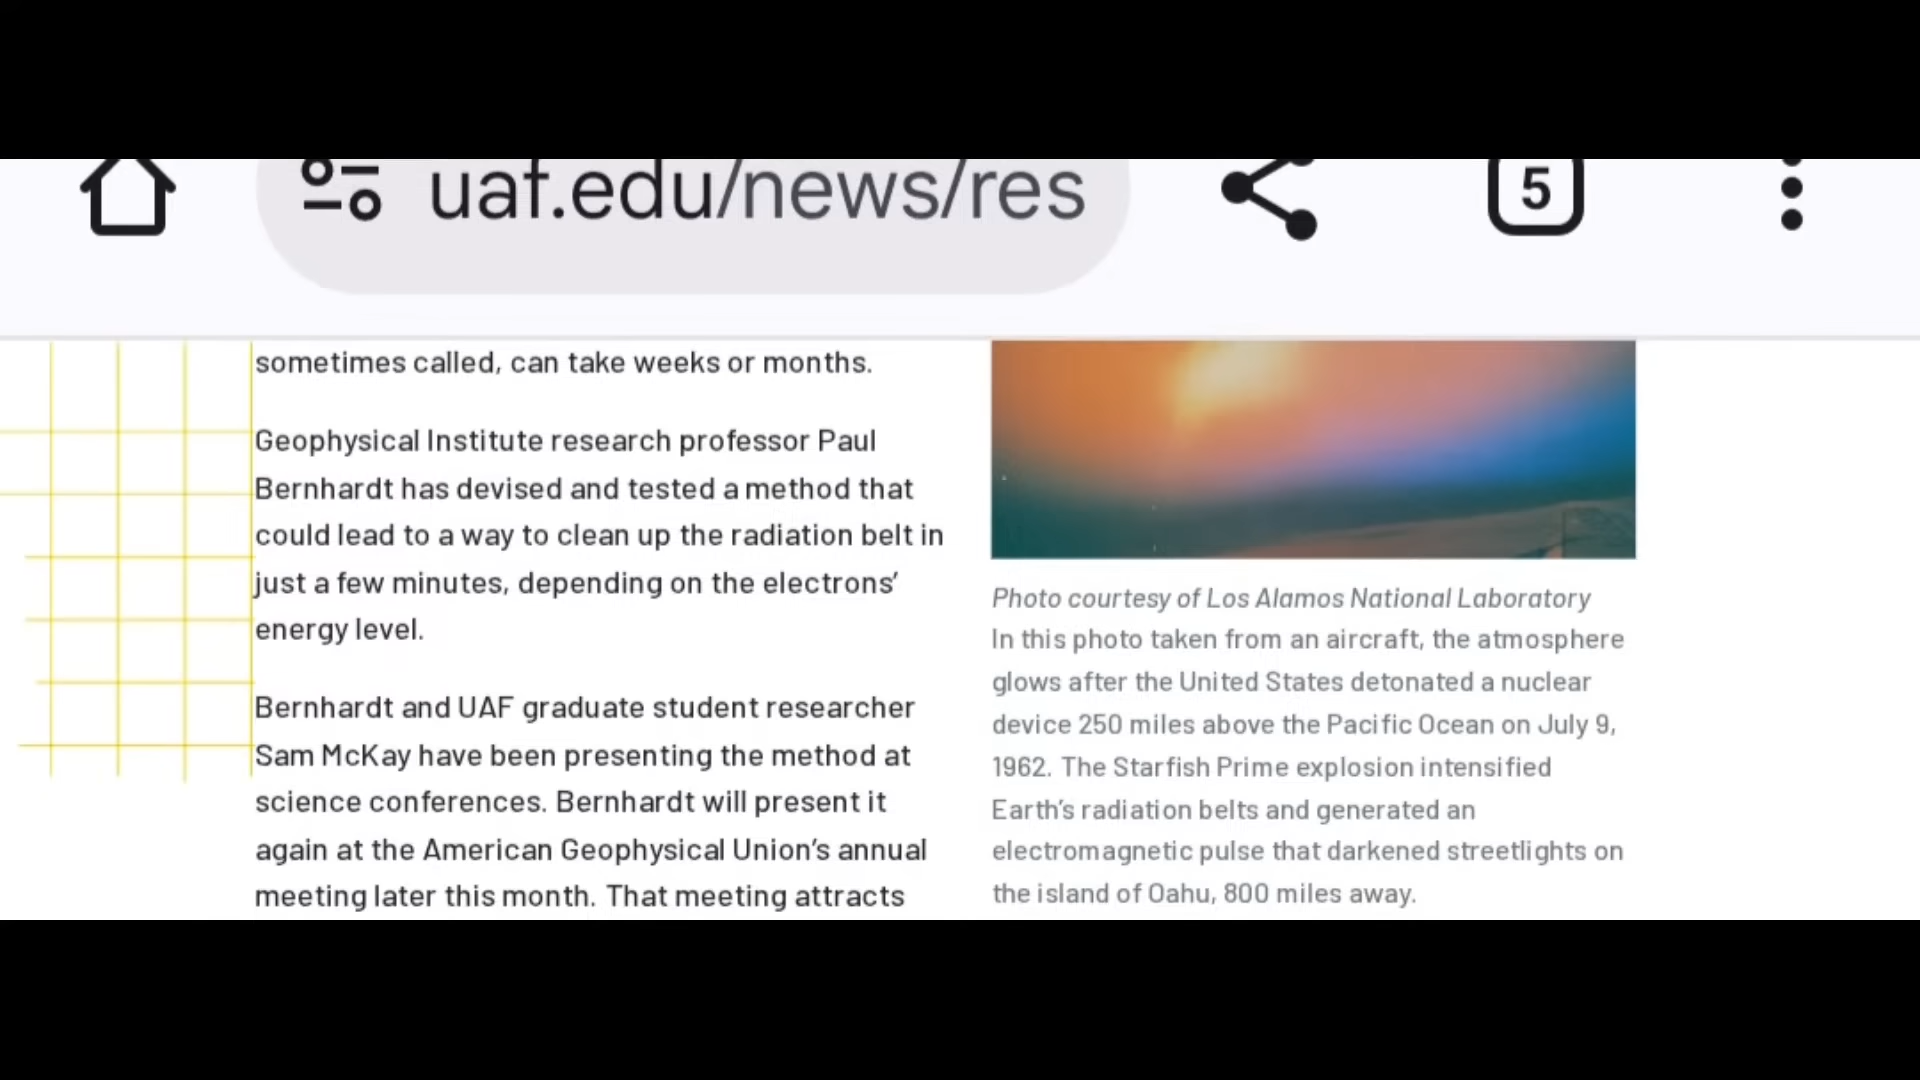 uaf.edu/news/res
5
sometimes called, can take weeks or months.
Geophysical Institute research professor Paul
Bernhardt has devised and tested a method that
could lead to a way to clean up the radiation belt in
just a few minutes, depending on the electrons’
energy level.
Bernhardt and UAF graduate student researcher
Sam McKay have been presenting the method at
science conferences. Bernhardt will present it
again at the American Geophysical Union’s annual
meeting later this month. That meeting attracts
Photo courtesy of Los Alamos National Laboratory
In this photo taken from an aircraft, the atmosphere
glows after the United States detonated a nuclear
device 250 miles above the Pacific Ocean on July 9,
1962. The Starfish Prime explosion intensified
Earth’s radiation belts and generated an
electromagnetic pulse that darkened streetlights on
the island of Oahu, 800 miles away.